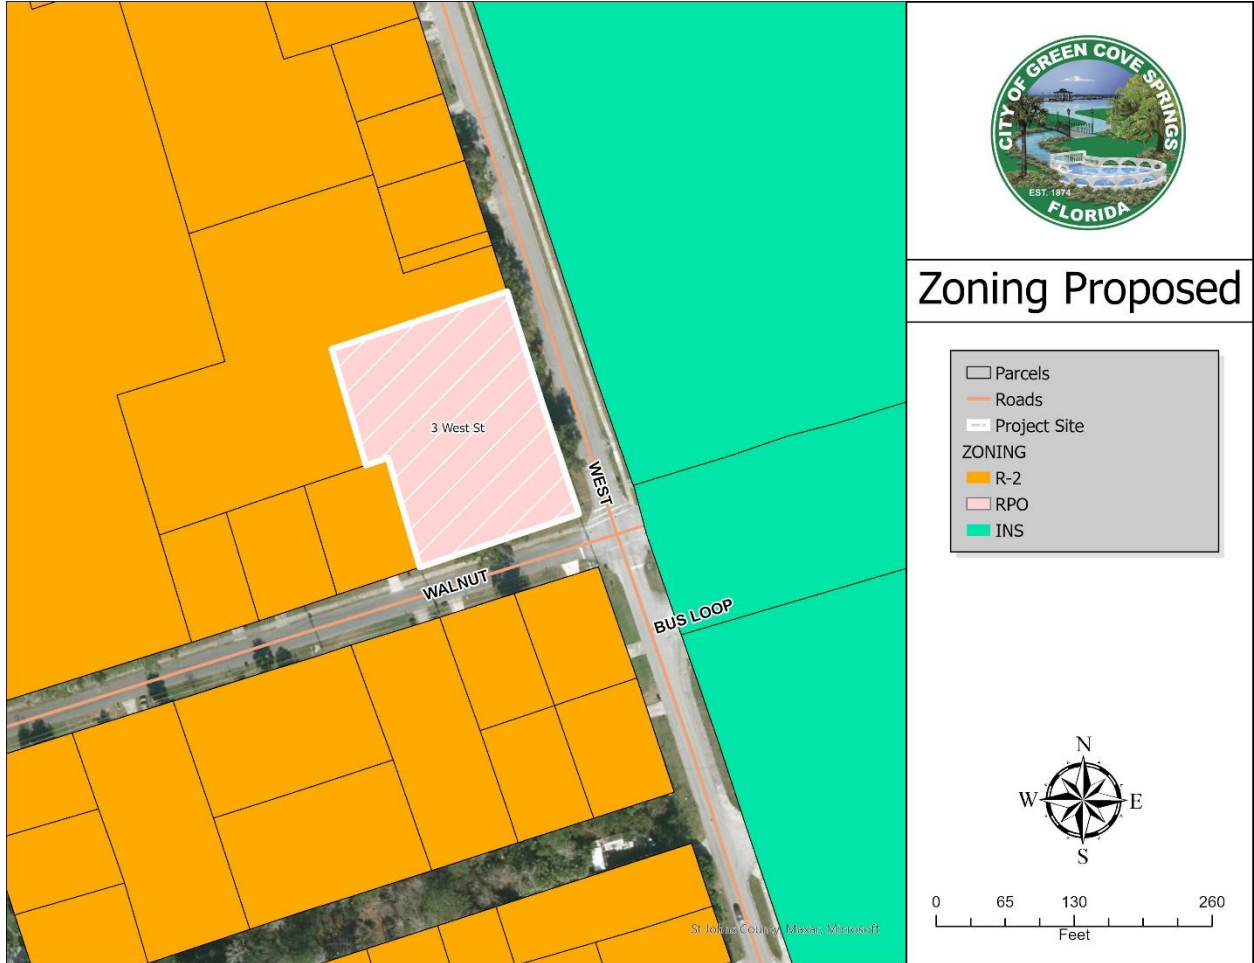 3 West St
WEST
WALNUT
BUS LOOP
St Johns County, Maxar, Microsoft
CITY OF GREEN COVE SPRINGS
EST. 1874
FLORIDA
Zoning Proposed
Parcels
Roads
Project Site
ZONING
R-2
RPO
INS
N
W E
S
0 65 130 260
Feet